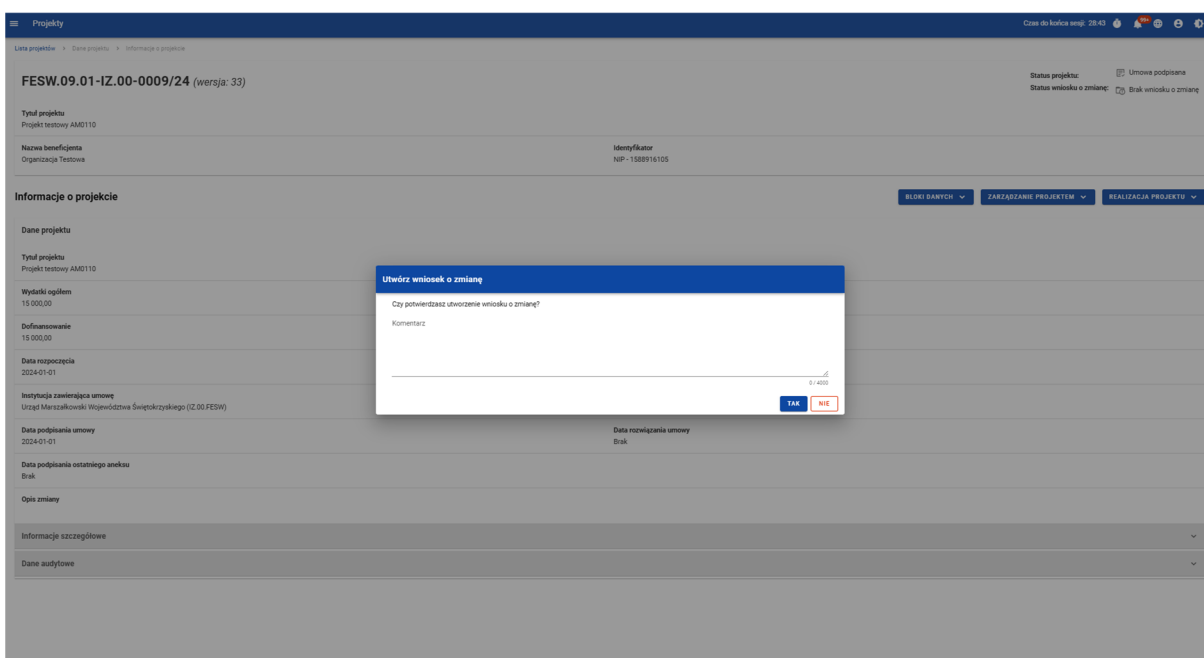 Projekty
Czas do końca sesji: 28:43
99+
Lista projektów > Dane projektu > Informacje o projekcie
FESW.09.01-IZ.00-0009/24 (wersja: 33)
Status projektu: Umowa podpisana
Status wniosku o zmianę: Brak wniosku o zmianę
Tytuł projektu
Projekt testowy AM0110
Nazwa beneficjenta Identyfikator
Organizacja Testowa NIP - 1588916105
Informacje o projekcie
BLOKI DANYCH ZARZĄDZANIE PROJEKTEM REALIZACJA PROJEKTU
Dane projektu
Tytuł projektu
Projekt testowy AM0110
Utwórz wniosek o zmianę
Czy potwierdzasz utworzenie wniosku o zmianę?
Komentarz
0 / 4000
TAK NIE
Wydatki ogółem
15 000,00
Dofinansowanie
15 000,00
Data rozpoczęcia
2024-01-01
Instytucja zawierająca umowę
Urząd Marszałkowski Województwa Świętokrzyskiego (IZ.00.FESW)
Data podpisania umowy Data rozwiązania umowy
2024-01-01 Brak
Data podpisania ostatniego aneksu
Brak
Opis zmiany
Informacje szczegółowe
Dane audytowe